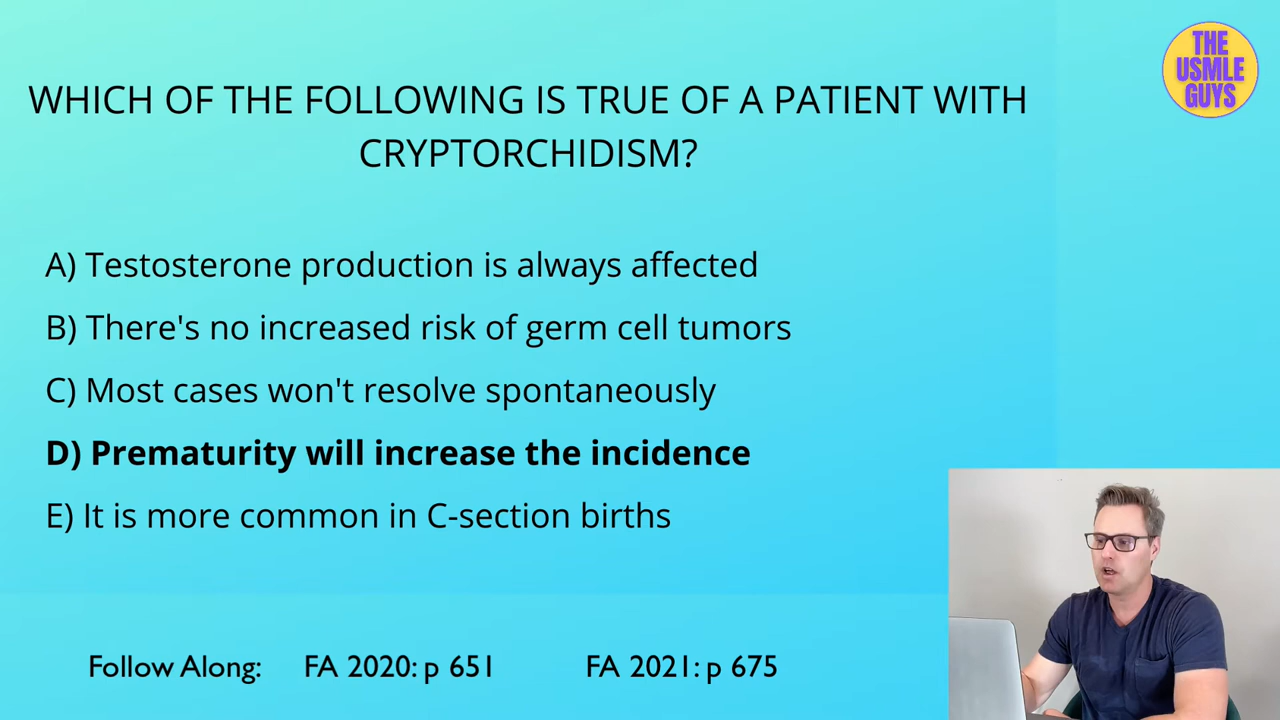 THE
USMLE
GUYS
WHICH OF THE FOLLOWING IS TRUE OF A PATIENT WITH
CRYPTORCHIDISM?
A) Testosterone production is always affected
B) There's no increased risk of germ cell tumors
C) Most cases won't resolve spontaneously
D) Prematurity will increase the incidence
E) It is more common in C-section births
Follow Along: FA 2020: p 651 FA 2021: p 675